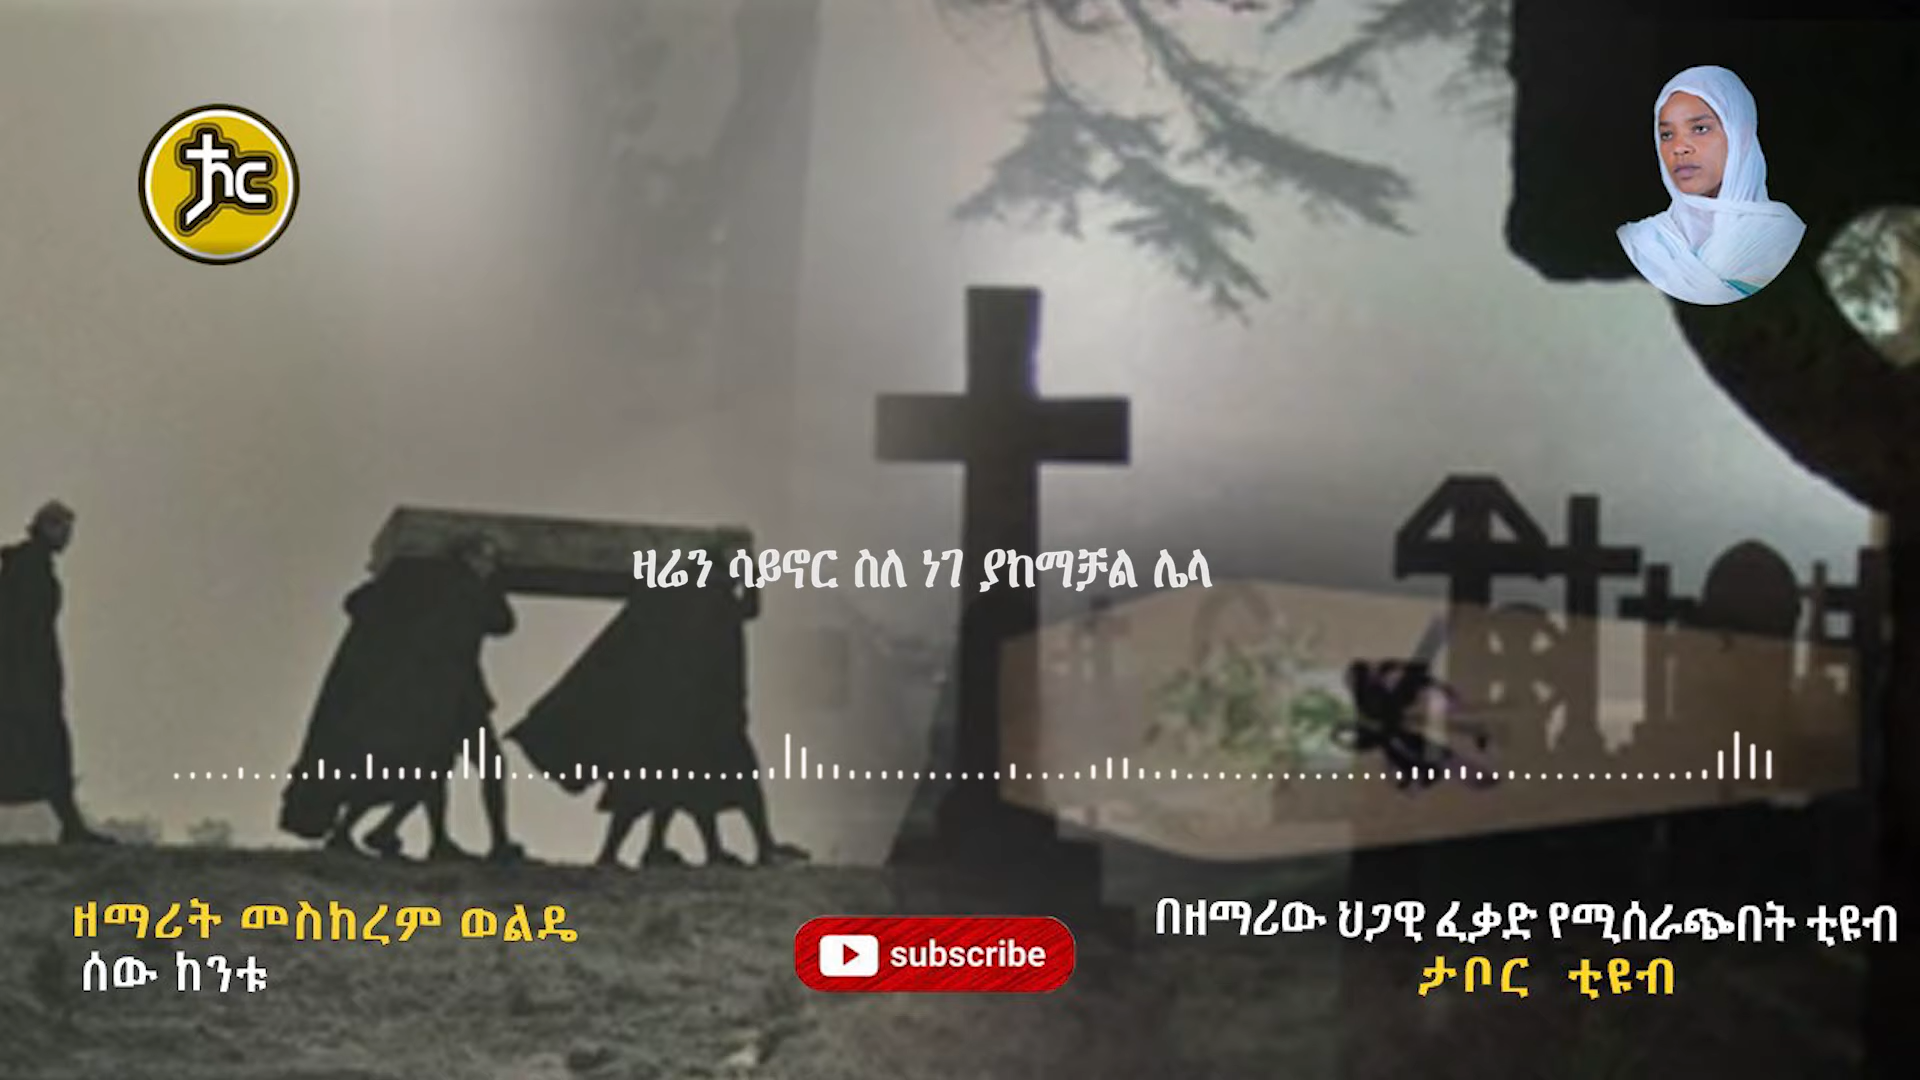 ዛሬን ሳይኖር ስለ ነገ ያከማቻል ሌላ
ዘማሪት መስከረም ወልዴ
ሰው ከንቱ
subscribe
በዘማሪው ህጋዊ ፈቃድ የሚሰራጭበት ቲዩብ
ታቦር ቲዩብ